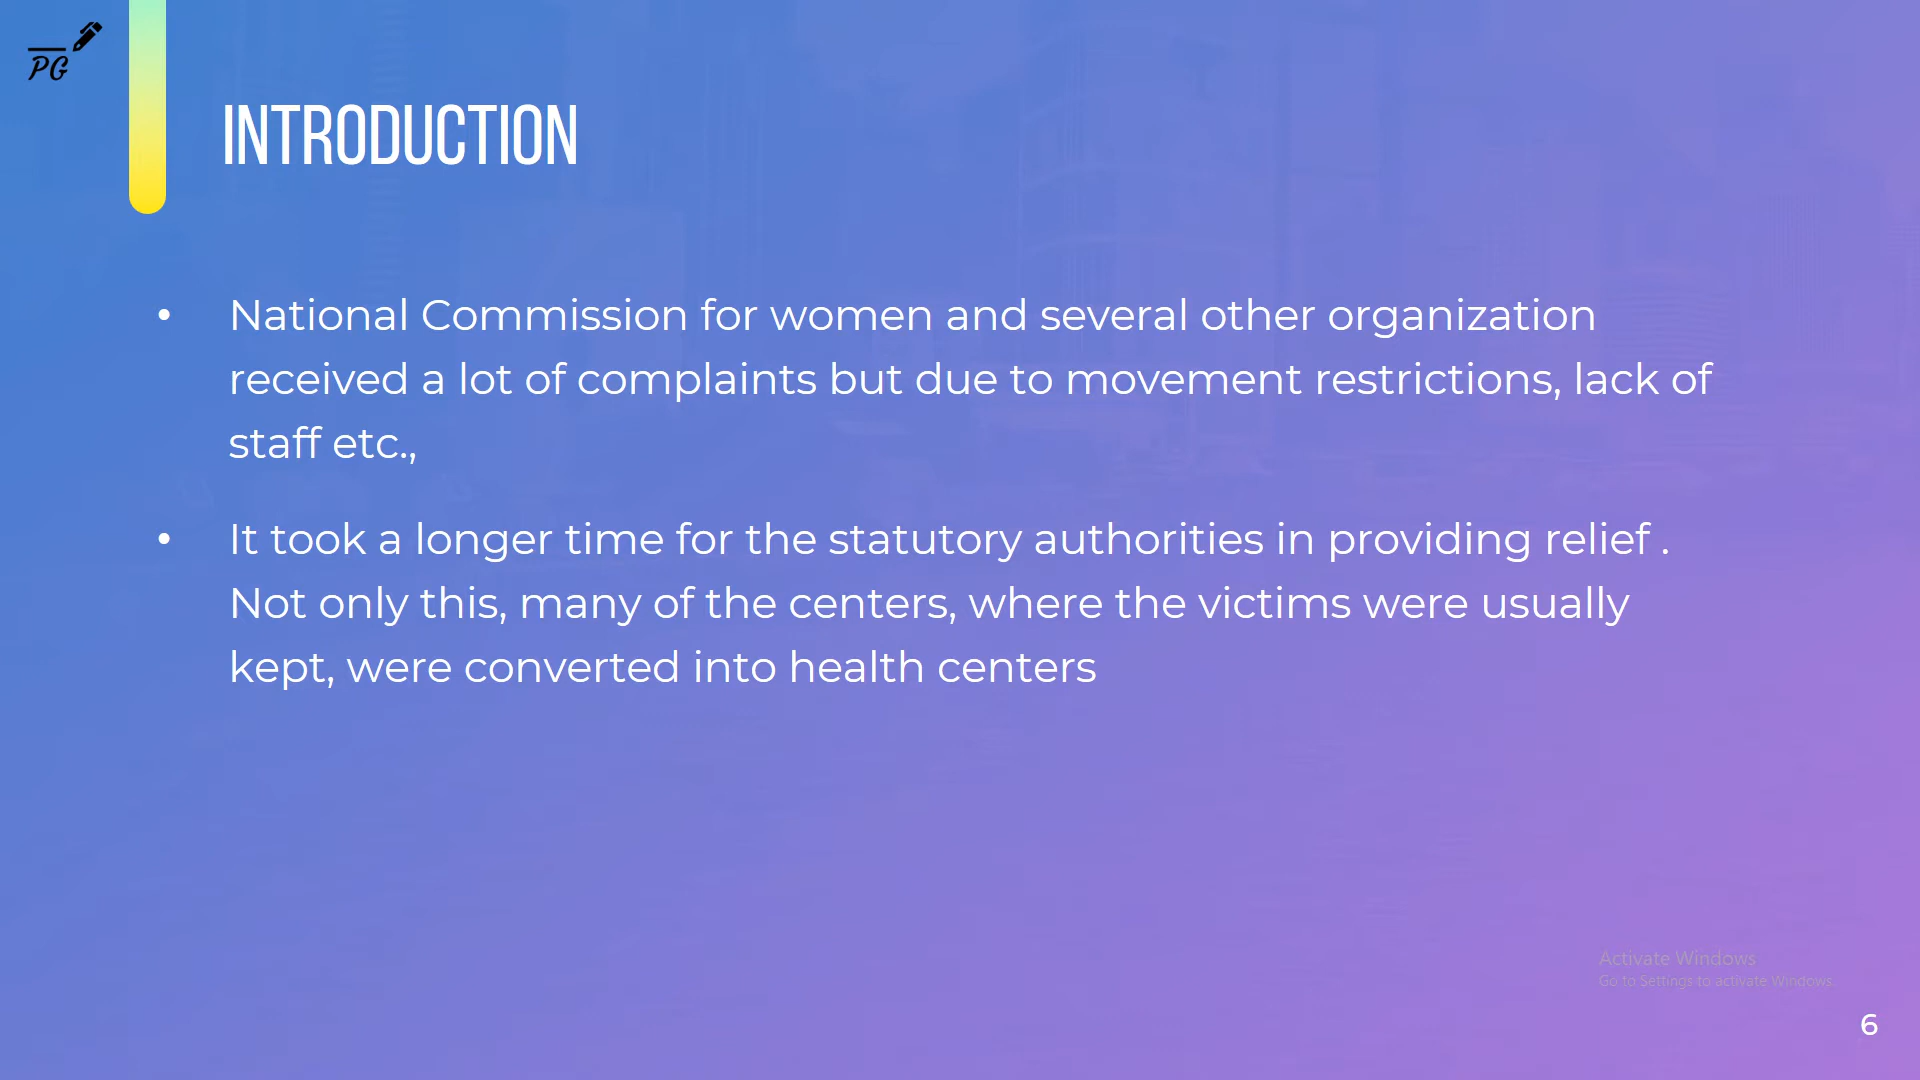 PG
INTRODUCTION
• National Commission for women and several other organization
received a lot of complaints but due to movement restrictions, lack of
staff etc.,
• It took a longer time for the statutory authorities in providing relief .
Not only this, many of the centers, where the victims were usually
kept, were converted into health centers
Activate Windows
Go to Settings to activate Windows.
6